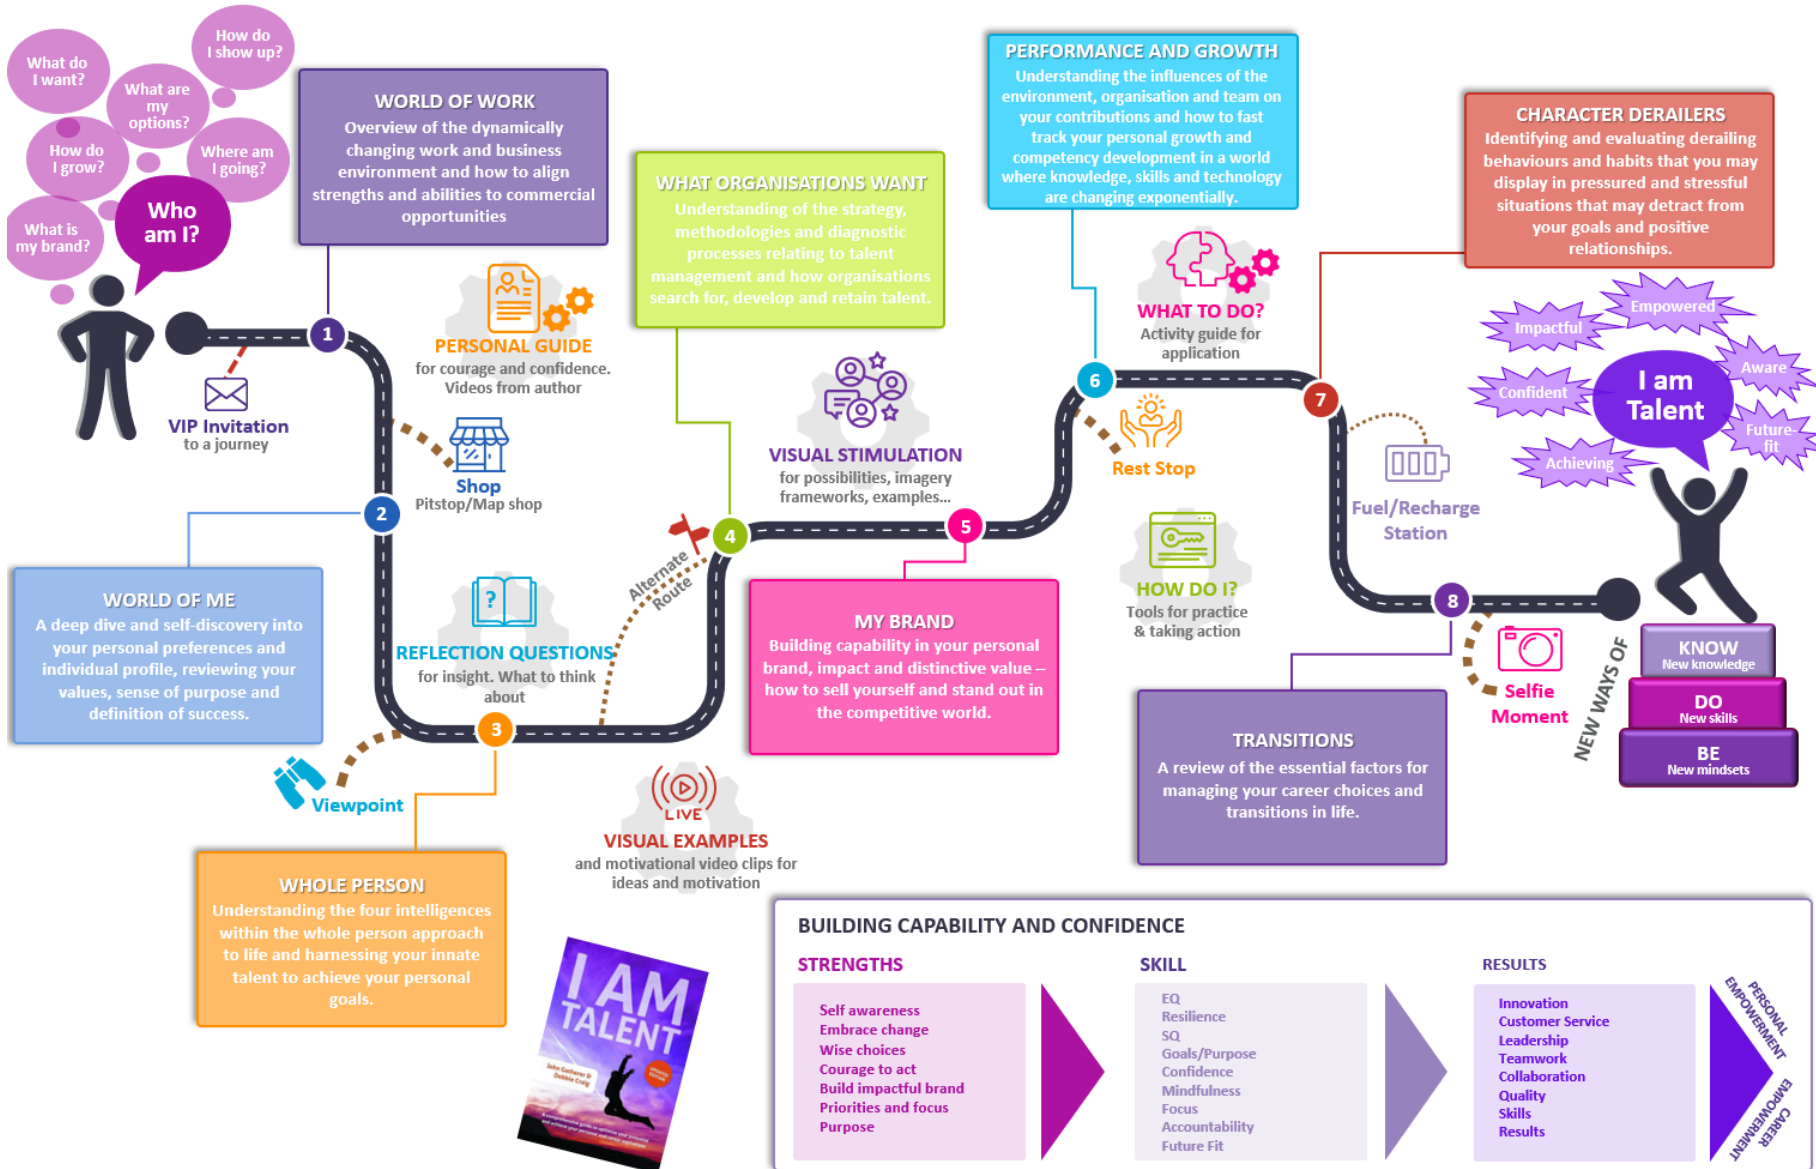 What do
I want?
How do
I show up?
What are
my
options?
How do
I grow?
Where am
I going?
What is
my brand?
Who
am I?
WORLD OF WORK
Overview of the dynamically
changing work and business
environment and how to align
strengths and abilities to commercial
opportunities
1
VIP Invitation
to a journey
PERSONAL GUIDE
for courage and confidence.
Videos from author
Shop
Pitstop/Map shop
2
WORLD OF ME
A deep dive and self-discovery into
your personal preferences and
individual profile, reviewing your
values, sense of purpose and
definition of success.
?
REFLECTION QUESTIONS
for insight. What to think
about
Viewpoint
3
WHOLE PERSON
Understanding the four intelligences
within the whole person approach
to life and harnessing your innate
talent to achieve your personal
goals.
Alternate
Route
WHAT ORGANISATIONS WANT
Understanding of the strategy,
methodologies and diagnostic
processes relating to talent
management and how organisations
search for, develop and retain talent.
4
LIVE
VISUAL EXAMPLES
and motivational video clips for
ideas and motivation
VISUAL STIMULATION
for possibilities, imagery
frameworks, examples...
5
MY BRAND
Building capability in your personal
brand, impact and distinctive value –
how to sell yourself and stand out in
the competitive world.
PERFORMANCE AND GROWTH
Understanding the influences of the
environment, organisation and team on
your contributions and how to fast
track your personal growth and
competency development in a world
where knowledge, skills and technology
are changing exponentially.
6
WHAT TO DO?
Activity guide for
application
Rest Stop
HOW DO I?
Tools for practice
& taking action
CHARACTER DERAILERS
Identifying and evaluating derailing
behaviours and habits that you may
display in pressured and stressful
situations that may detract from
your goals and positive
relationships.
7
Fuel/Recharge
Station
8
TRANSITIONS
A review of the essential factors for
managing your career choices and
transitions in life.
Selfie
Moment
Empowered
Impactful
Aware
Confident
Future-
fit
Achieving
I am
Talent
NEW WAYS OF
KNOW
New knowledge
DO
New skills
BE
New mindsets
I AM
TALENT
John Gatherer &
Debbie Craig
UPDATED
EDITION
BUILDING CAPABILITY AND CONFIDENCE
STRENGTHS
Self awareness
Embrace change
Wise choices
Courage to act
Build impactful brand
Priorities and focus
Purpose
SKILL
EQ
Resilience
SQ
Goals/Purpose
Confidence
Mindfulness
Focus
Accountability
Future Fit
RESULTS
Innovation
Customer Service
Leadership
Teamwork
Collaboration
Quality
Skills
Results
PERSONAL
EMPOWERMENT
CAREER
EMPOWERMENT